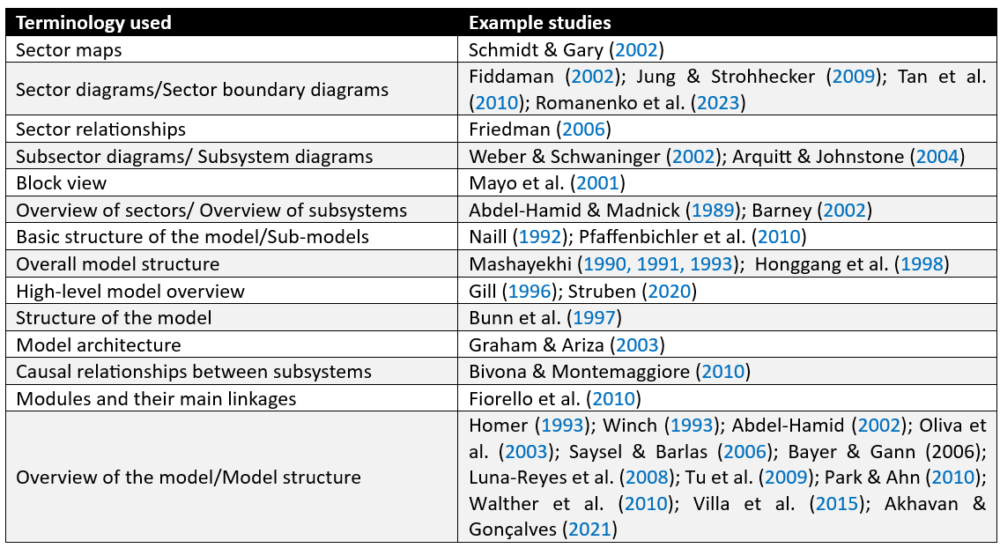 Terminology used Example studies
Sector maps Schmidt & Gary (2002)
Sector diagrams/Sector boundary diagrams Fiddaman (2002); Jung & Strohhecker (2009); Tan et al.
(2010); Romanenko et al. (2023)
Sector relationships Friedman (2006)
Subsector diagrams/ Subsystem diagrams Weber & Schwaninger (2002); Arquitt & Johnstone (2004)
Block view Mayo et al. (2001)
Overview of sectors/ Overview of subsystems Abdel-Hamid & Madnick (1989); Barney (2002)
Basic structure of the model/Sub-models Naill (1992); Pfaffenbichler et al. (2010)
Overall model structure Mashayekhi (1990, 1991, 1993); Honggang et al. (1998)
High-level model overview Gill (1996); Struben (2020)
Structure of the model Bunn et al. (1997)
Model architecture Graham & Ariza (2003)
Causal relationships between subsystems Bivona & Montemaggiore (2010)
Modules and their main linkages Fiorello et al. (2010)
Overview of the model/Model structure Homer (1993); Winch (1993); Abdel-Hamid (2002); Oliva et
al. (2003); Saysel & Barlas (2006); Bayer & Gann (2006);
Luna-Reyes et al. (2008); Tu et al. (2009); Park & Ahn (2010);
Walther et al. (2010); Villa et al. (2015); Akhavan &
Gonçalves (2021)